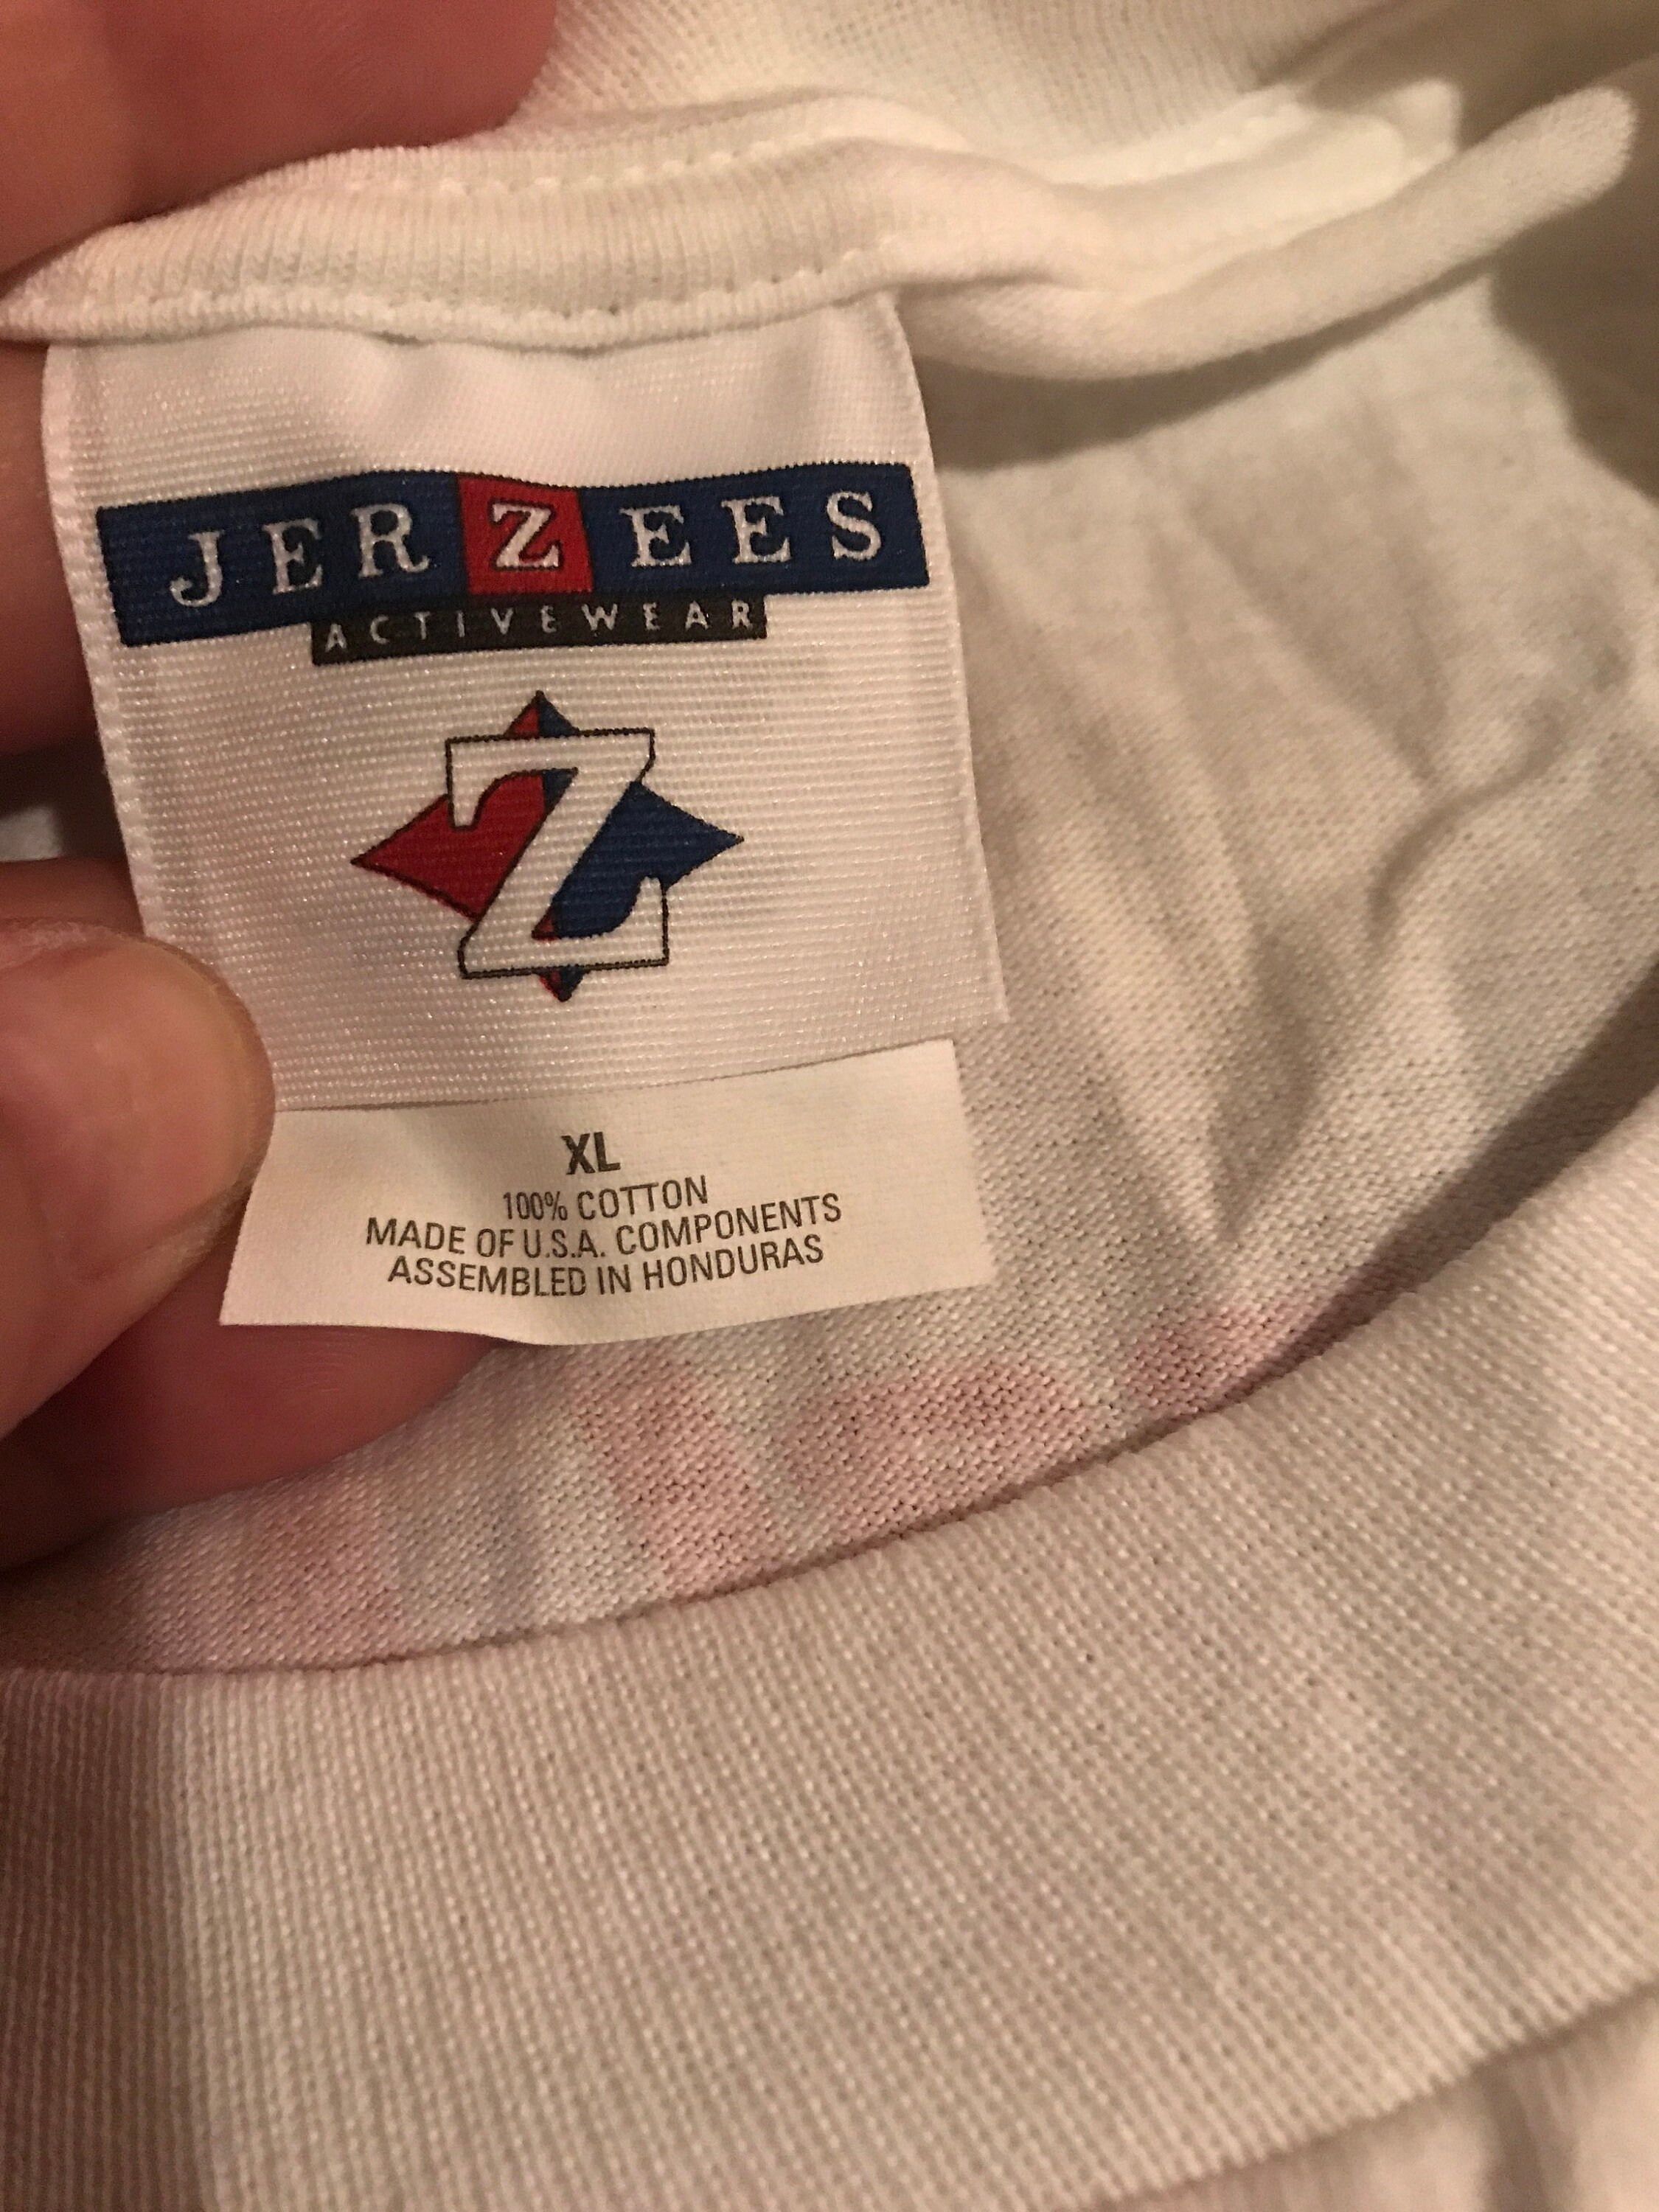 JERZEES
ACTIVEWEAR
Z
XL
100% COTTON
MADE OF U.S.A. COMPONENTS
ASSEMBLED IN HONDURAS